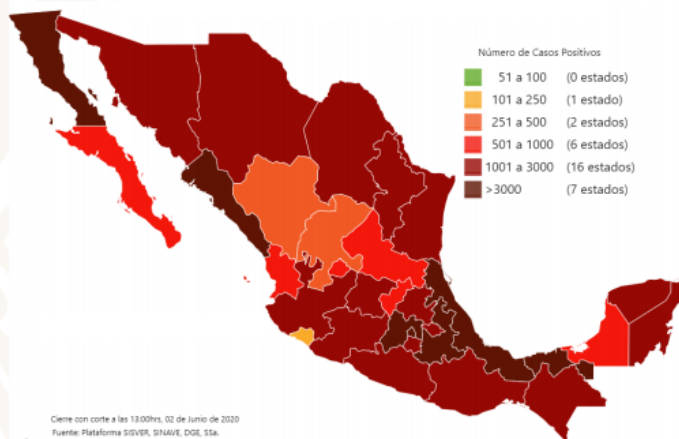 Número de Casos Positivos
51 a 100 (0 estados)
101 a 250 (1 estado)
251 a 500 (2 estados)
501 a 1000 (6 estados)
1001 a 3000 (16 estados)
>3000 (7 estados)
Cierre con corte a las 13:00hrs, 02 de Junio de 2020
Fuente: Plataforma SISVER, SINAVE, DGE, SSa.